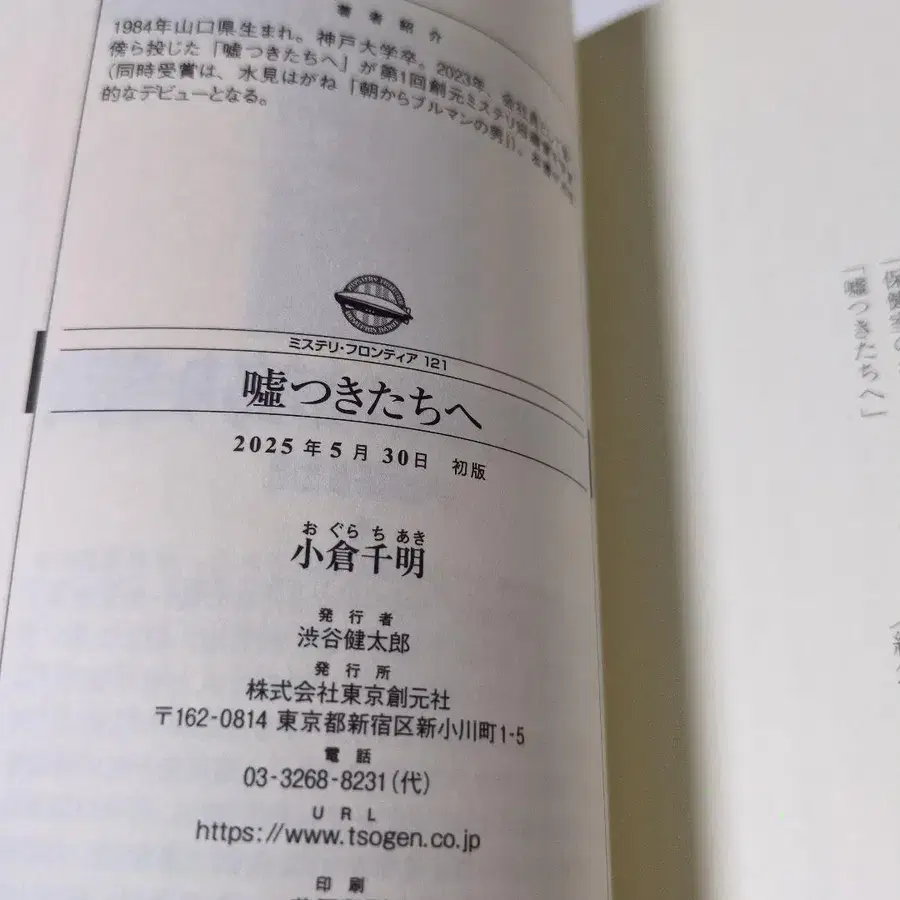 著者紹介
1984年山口県生まれ。神戸大学卒。2023年、会社員
傍ら投じた「嘘つきたちへ」が第1回創元ミステリ
(同時受賞は、水見はがね「朝からブルマンの男」)。
的なデビューとなる。
ミステリ・フロンティア 121
嘘つきたちへ
2025年5月30日 初版
おぐらちあき
小倉千明
発行者
渋谷健太郎
発行所
株式会社東京創元社
〒162-0814 東京都新宿区新小川町1-5
電話
03-3268-8231(代)
URL
https://www.tsogen.co.jp
印刷
「保健室の
「嘘つきたちへ」